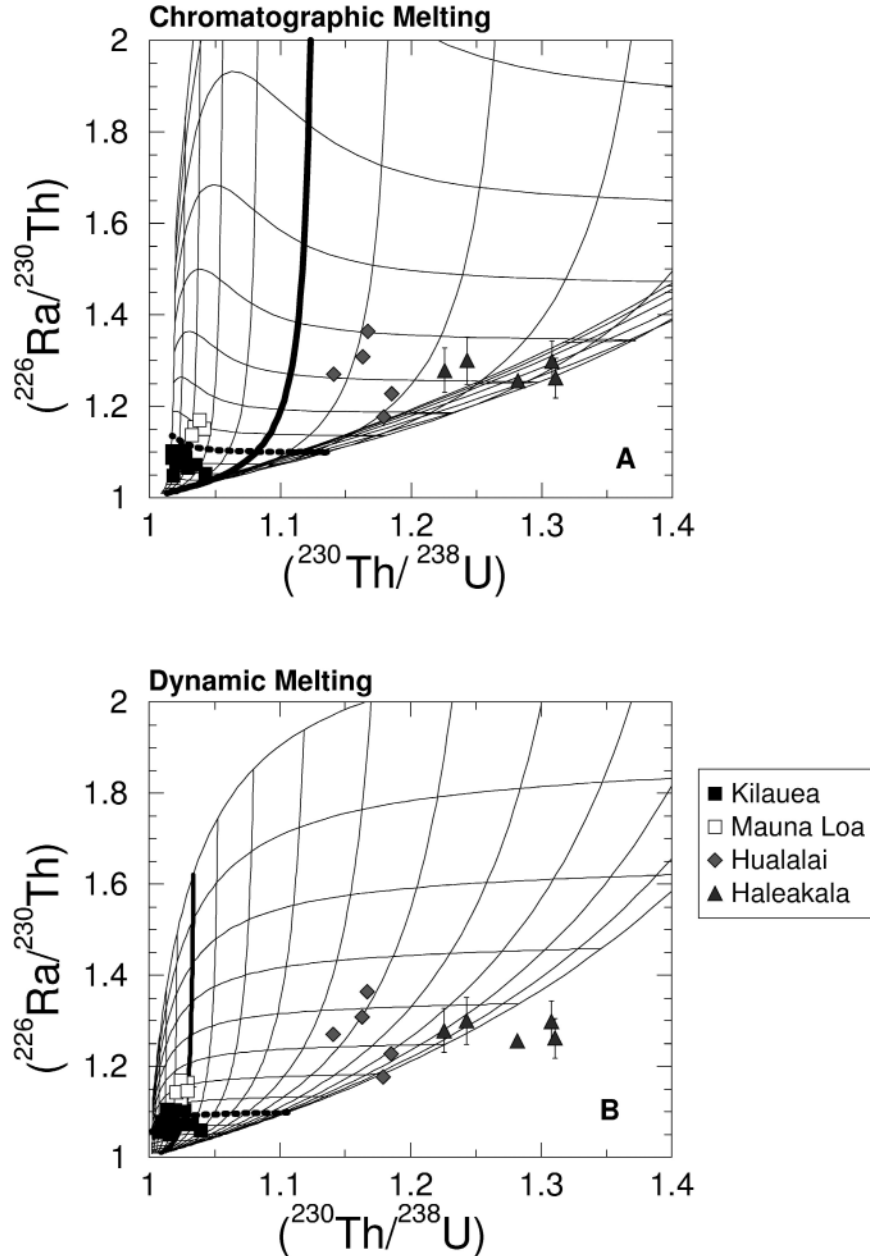 Chromatographic Melting
2
1.8
1.6
1.4
1.2
1
(²²⁶Ra/²³⁰Th)
A
1 1.1 1.2 1.3 1.4
(²³⁰Th/²³⁸U)
Dynamic Melting
2
1.8
1.6
1.4
1.2
1
(²²⁶Ra/²³⁰Th)
B
1 1.1 1.2 1.3 1.4
(²³⁰Th/²³⁸U)
Kilauea
Mauna Loa
Hualalai
Haleakala